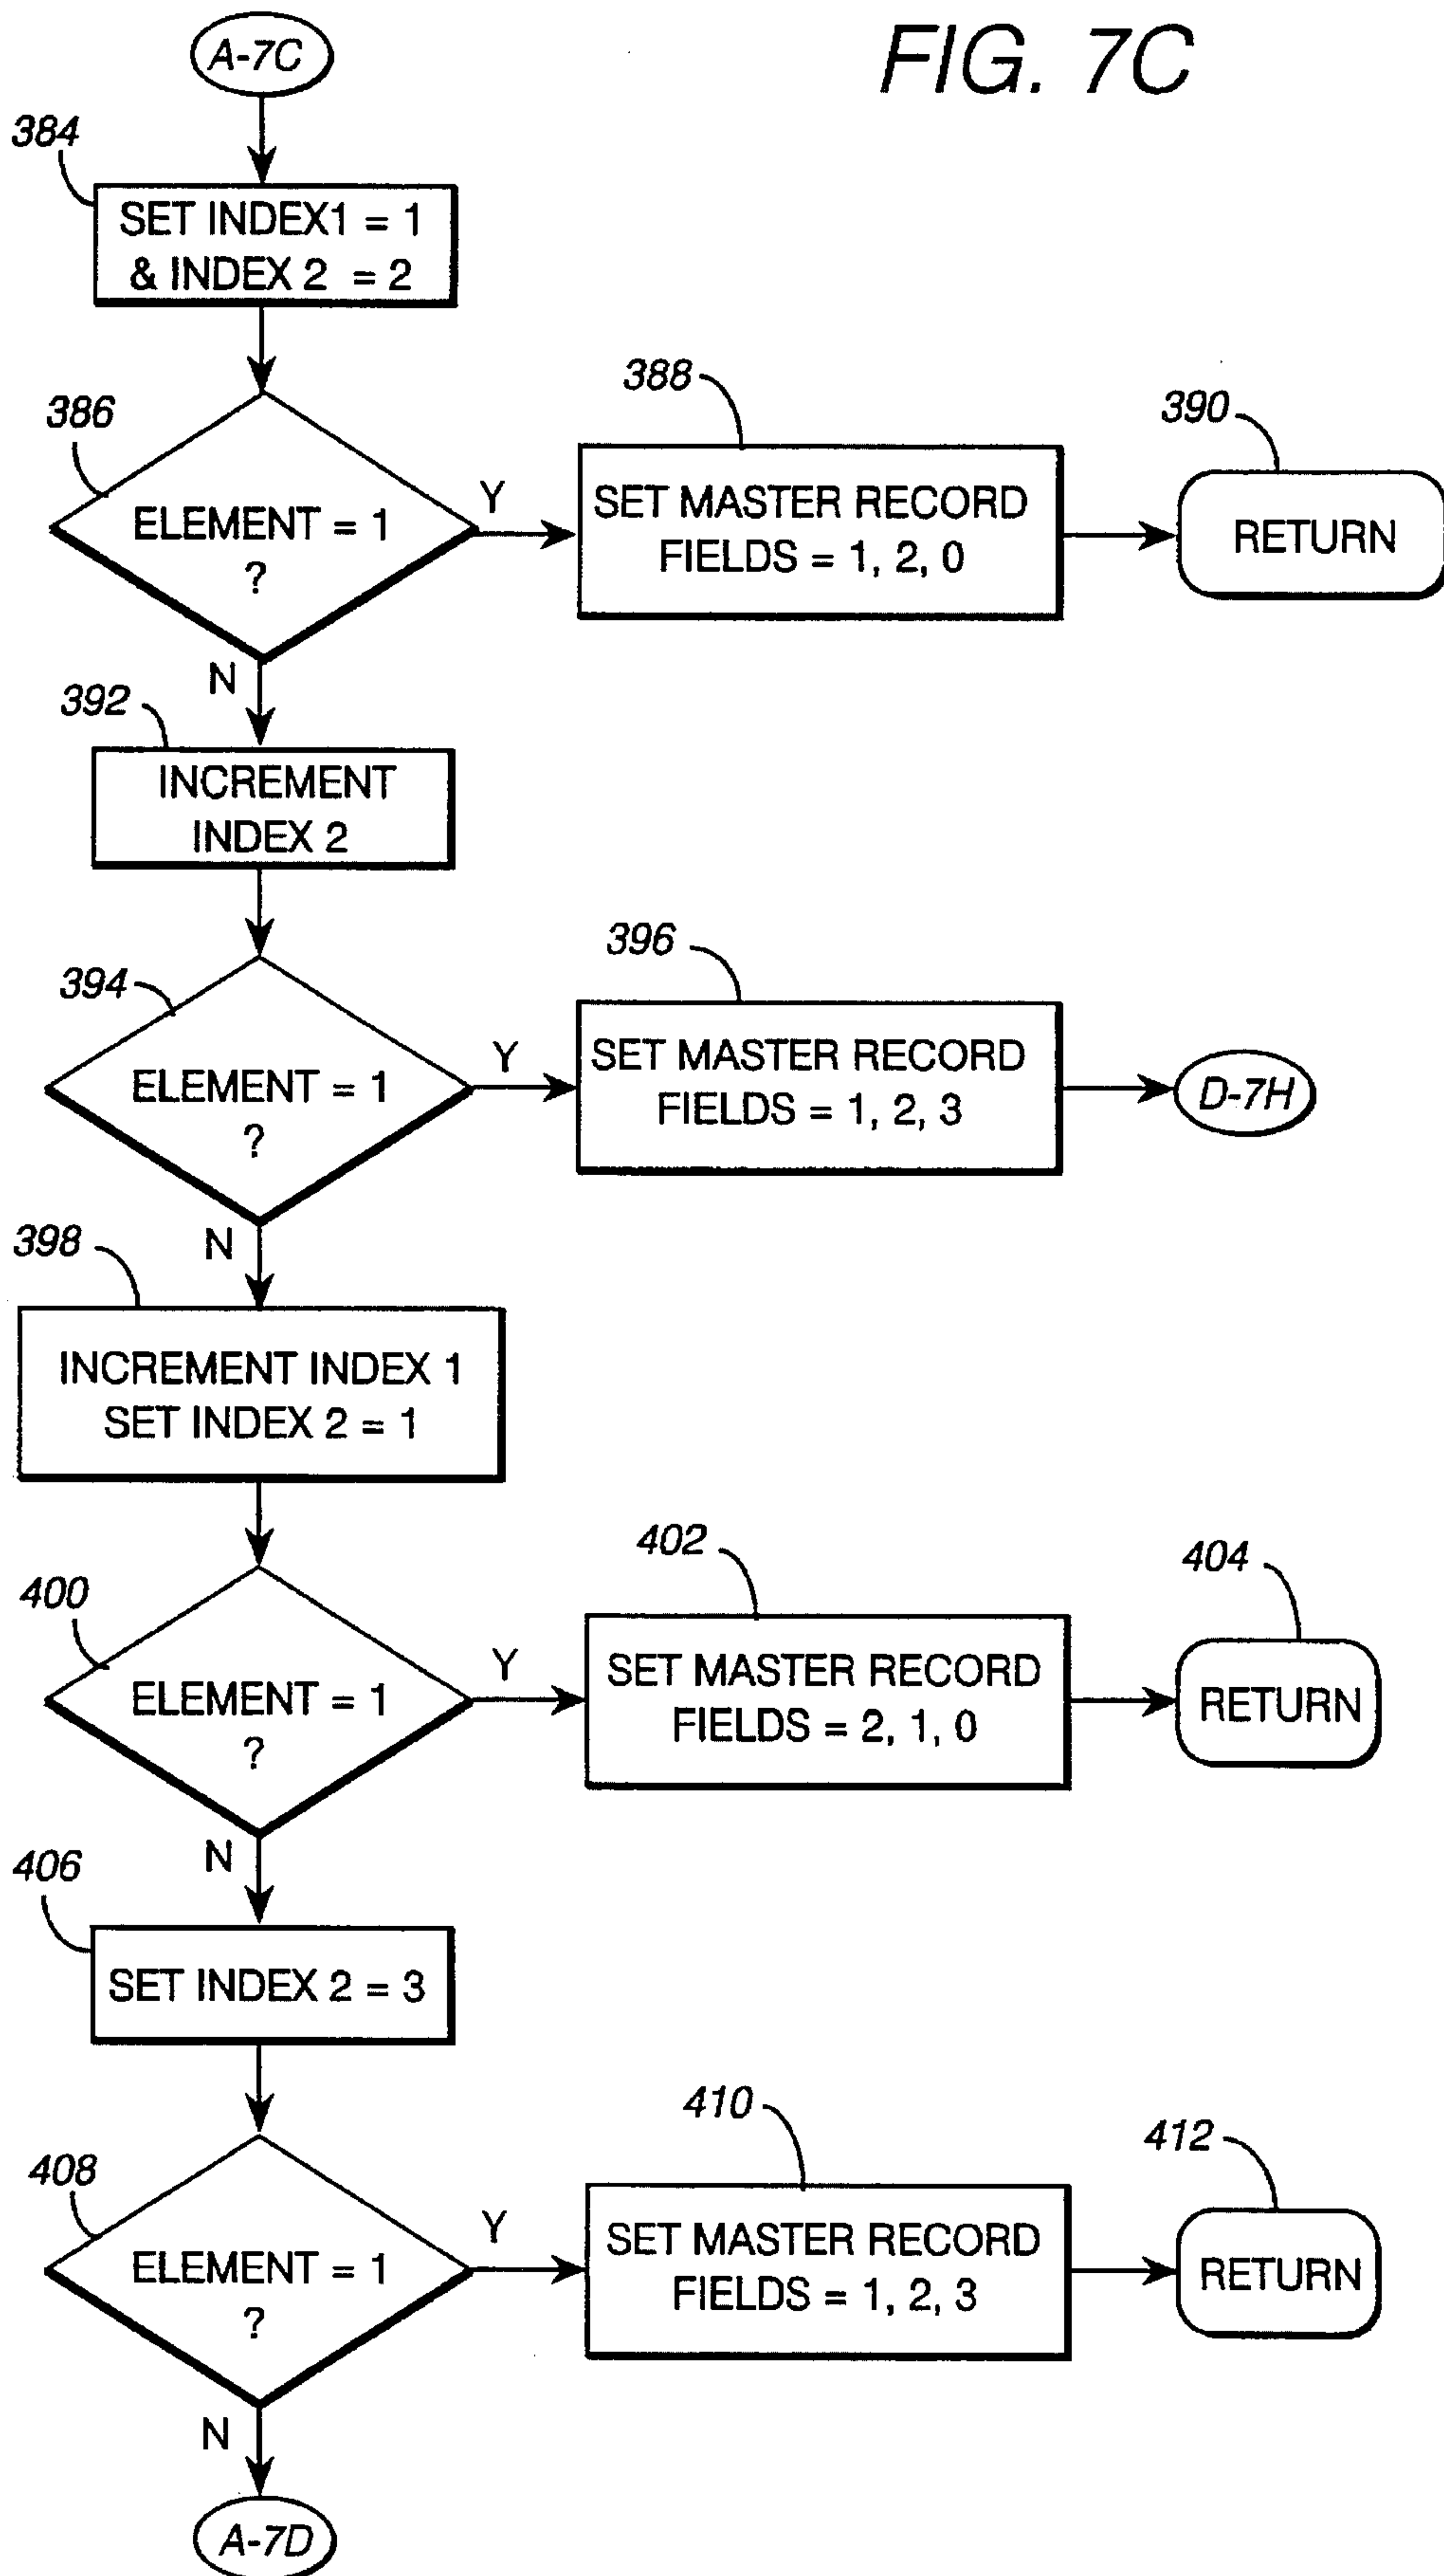 FIG. 7C
A-7C
384
SET INDEX1 = 1
& INDEX 2 = 2
386
ELEMENT = 1
?
Y
388
SET MASTER RECORD
FIELDS = 1, 2, 0
390
RETURN
N
392
INCREMENT
INDEX 2
394
ELEMENT = 1
?
Y
396
SET MASTER RECORD
FIELDS = 1, 2, 3
D-7H
N
398
INCREMENT INDEX 1
SET INDEX 2 = 1
400
ELEMENT = 1
?
Y
402
SET MASTER RECORD
FIELDS = 2, 1, 0
404
RETURN
N
406
SET INDEX 2 = 3
408
ELEMENT = 1
?
Y
410
SET MASTER RECORD
FIELDS = 1, 2, 3
412
RETURN
N
A-7D